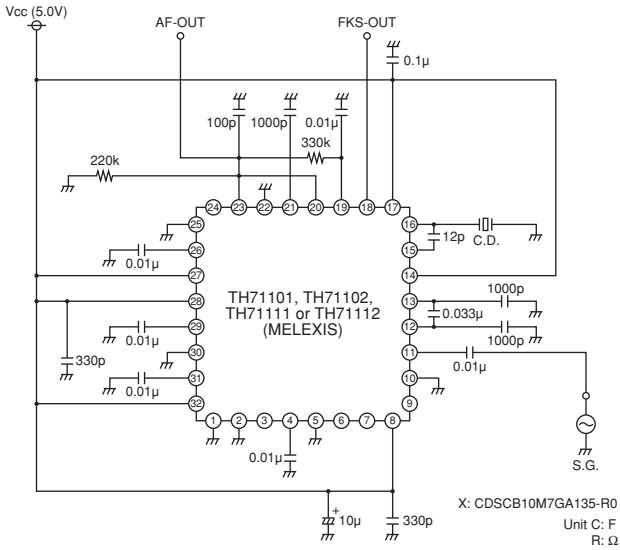 Vcc (5.0V)
AF-OUT
FKS-OUT
0.1μ
100p
1000p
0.01μ
330k
220k
24
23
22
21
20
19
18
17
25
16
12p
C.D.
26
0.01μ
15
27
14
28
TH71101, TH71102,
TH71111 or TH71112
(MELEXIS)
13
1000p
0.033μ
29
0.01μ
12
1000p
330p
30
11
0.01μ
31
0.01μ
10
32
9
1
2
3
4
5
6
7
8
0.01μ
S.G.
+
10μ
330p
X: CDSCB10M7GA135-R0
Unit C: F
R: Ω